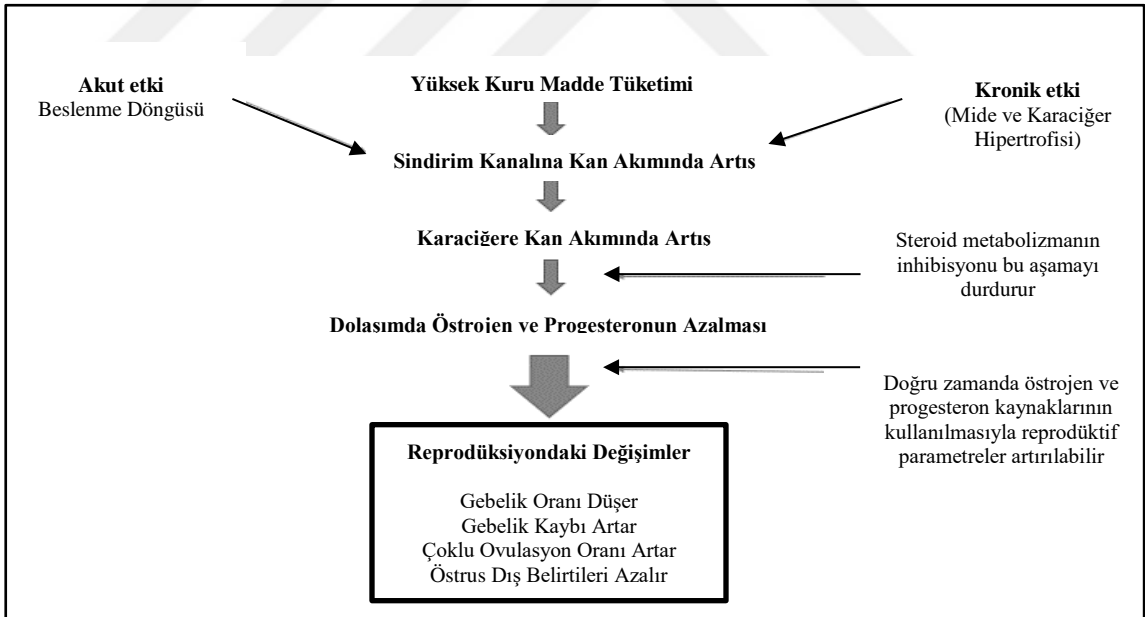 Akut etki
Beslenme Döngüsü
Yüksek Kuru Madde Tüketimi
Kronik etki
(Mide ve Karaciğer
Hipertrofisi)
Sindirim Kanalına Kan Akımında Artıs
Karaciğere Kan Akımında Artıs
Steroid metabolizmanın
inhibisyonu bu aşamayı
durdurur
Dolasımda Östrojen ve Progesteronun Azalması
Doğru zamanda östrojen ve
progesteron kaynaklarının
kullanılmasıyla reprodüktif
parametreler artırılabilir
Reprodüksiyondaki Değişimler
Gebelik Oranı Düşer
Gebelik Kaybı Artar
Çoklu Ovulasyon Oranı Artar
Östrus Dış Belirtileri Azalır